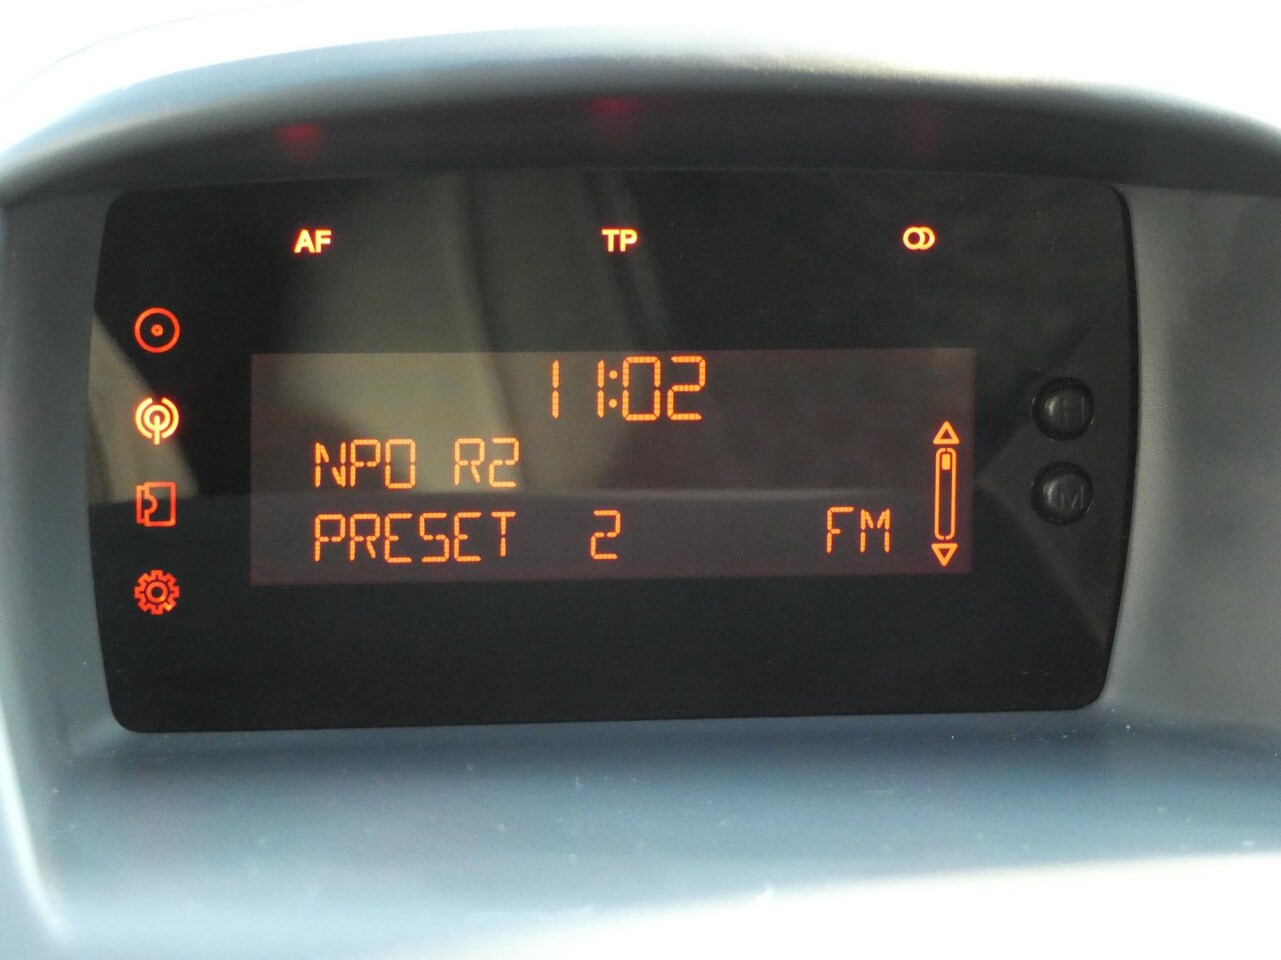 AF TP
11:02
NPO R2
PRESET 2 FM
H
M